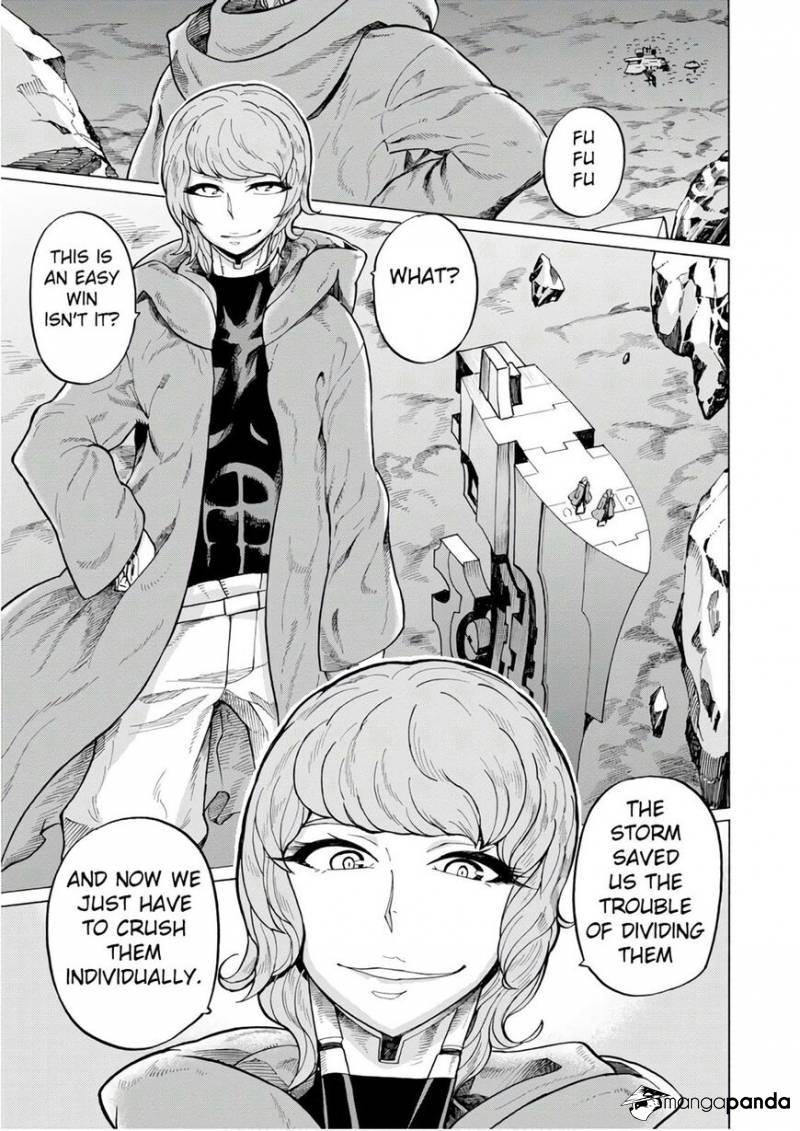 FU
FU
FU
WHAT?
THIS IS
AN EASY
WIN
ISN'T IT?
THE
STORM
SAVED
US THE
TROUBLE
OF DIVIDING
THEM
AND NOW WE
JUST HAVE
TO CRUSH
THEM
INDIVIDUALLY.
mangapanda